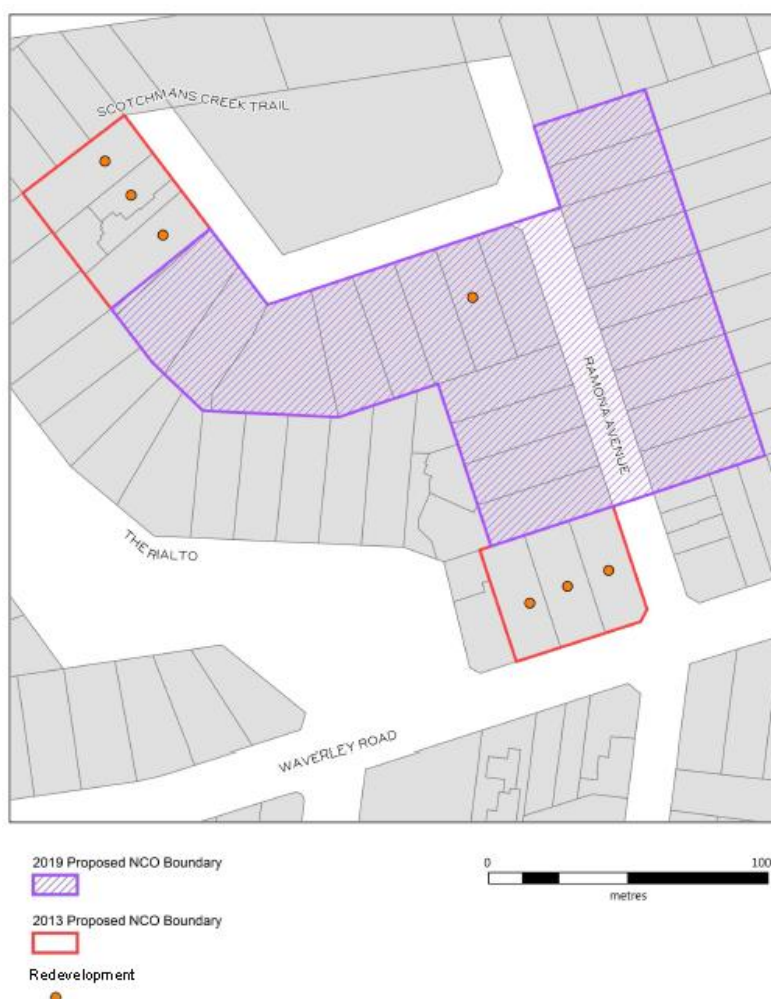 SCOTCHMANS CREEK TRAIL
RAMONA AVENUE
THE RIALTO
WAVERLEY ROAD
2019 Proposed NCO Boundary
0 100
metres
2013 Proposed NCO Boundary
Redevelopment